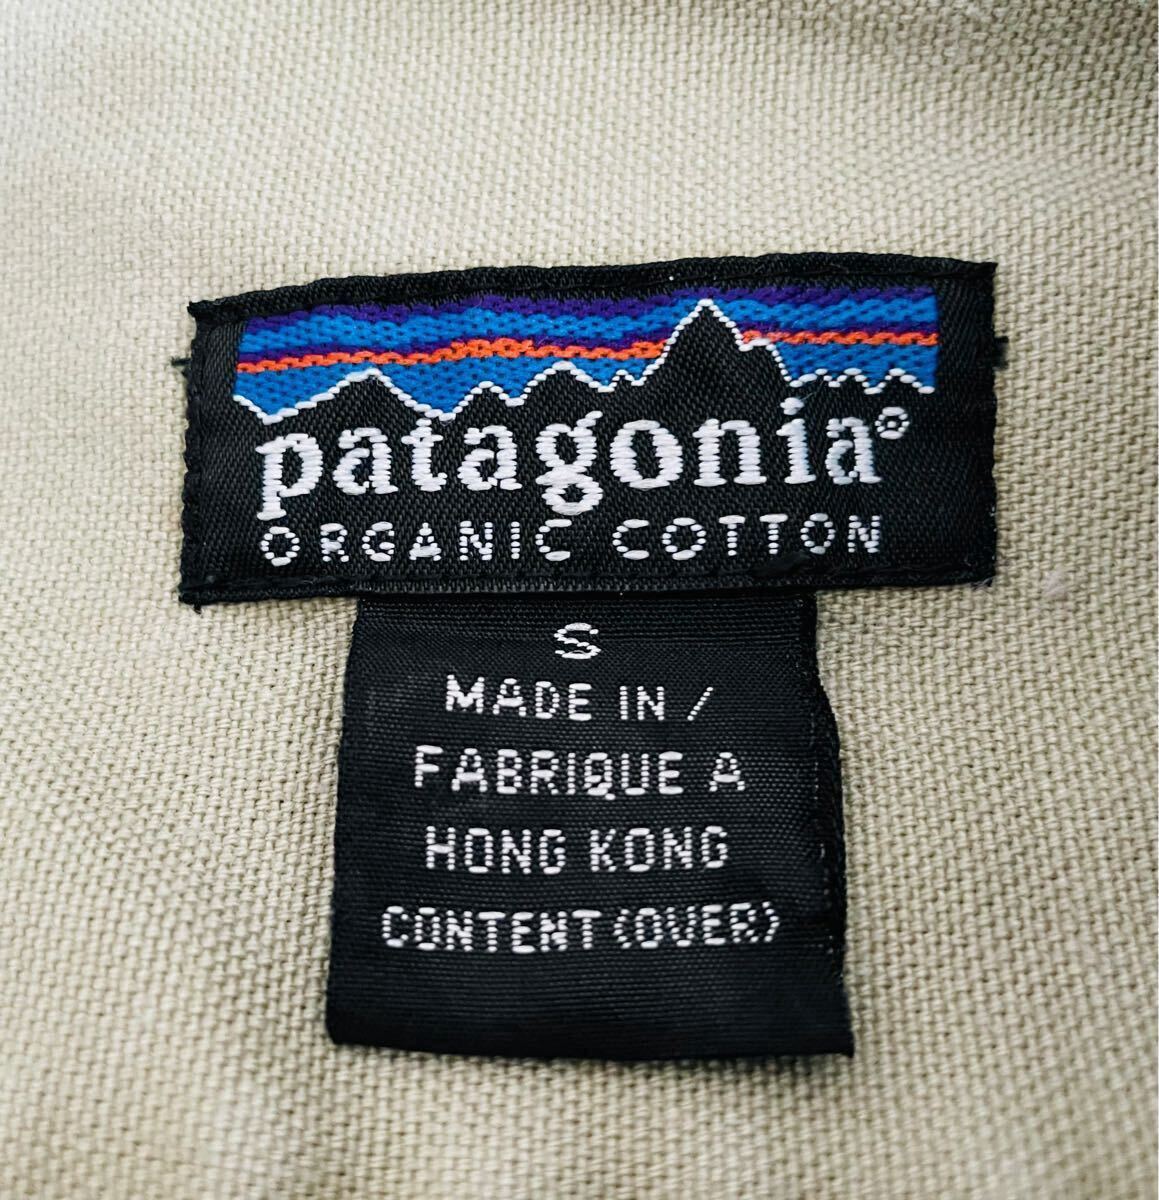 patagonia®
ORGANIC COTTON
S
MADE IN /
FABRIQUE A
HONG KONG
CONTENT (OVER)